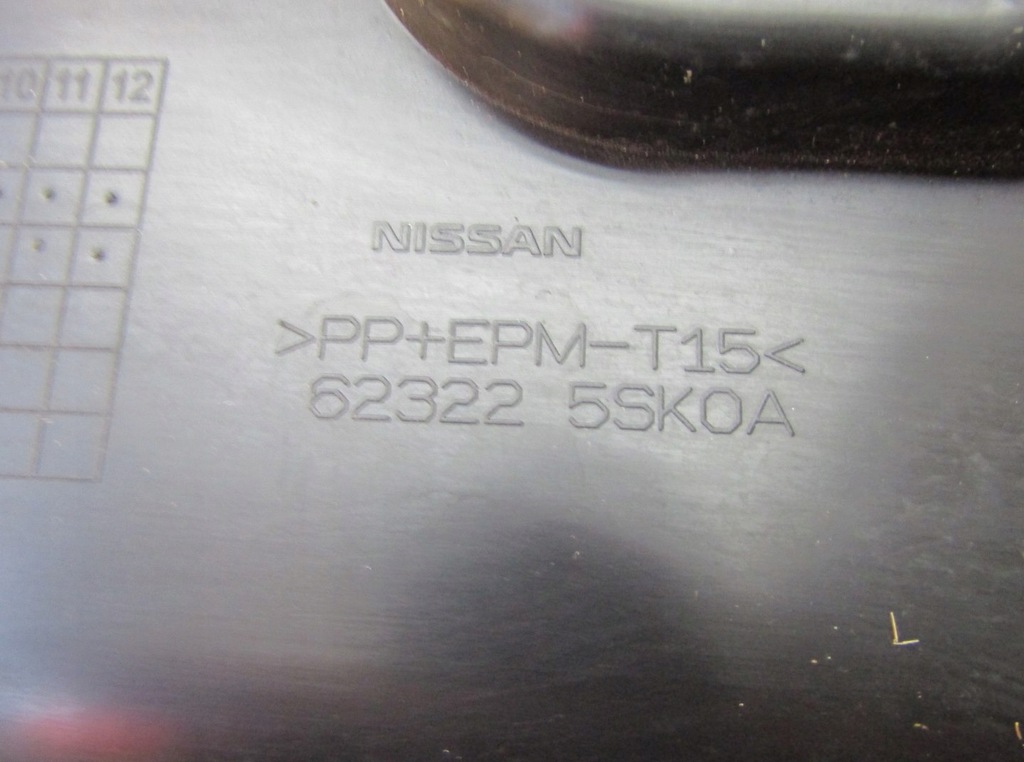 10 11 12
NISSAN
>PP+EPM-T15<
62322 5SK0A